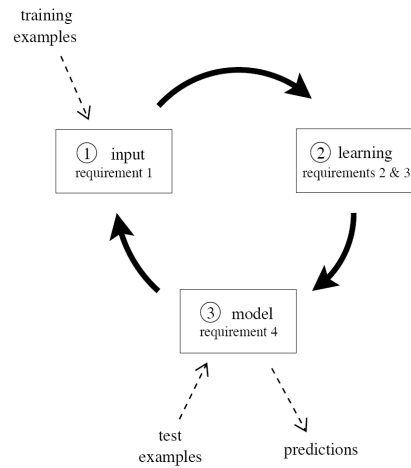 training
examples
① input
requirement 1
② learning
requirements 2 & 3
③ model
requirement 4
test
examples
predictions